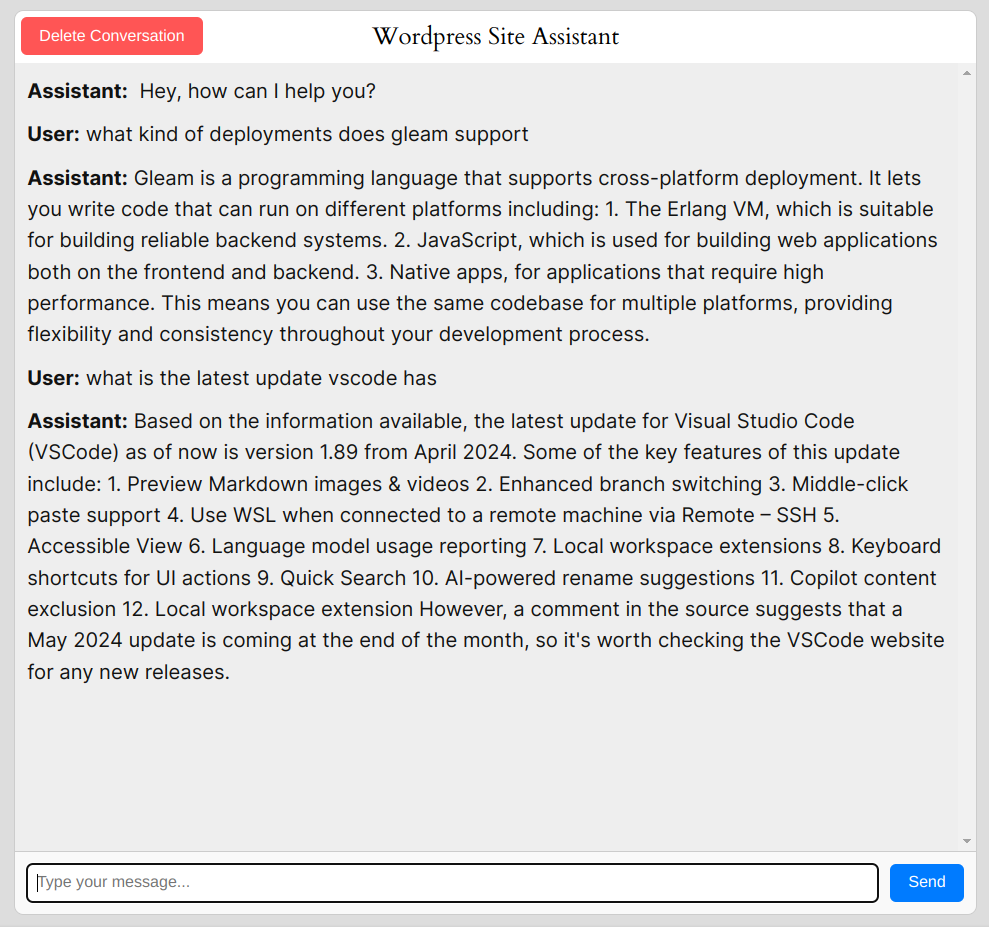 Delete Conversation
Wordpress Site Assistant
Assistant: Hey, how can I help you?
User: what kind of deployments does gleam support
Assistant: Gleam is a programming language that supports cross-platform deployment. It lets
you write code that can run on different platforms including: 1. The Erlang VM, which is suitable
for building reliable backend systems. 2. JavaScript, which is used for building web applications
both on the frontend and backend. 3. Native apps, for applications that require high
performance. This means you can use the same codebase for multiple platforms, providing
flexibility and consistency throughout your development process.
User: what is the latest update vscode has
Assistant: Based on the information available, the latest update for Visual Studio Code
(VSCode) as of now is version 1.89 from April 2024. Some of the key features of this update
include: 1. Preview Markdown images & videos 2. Enhanced branch switching 3. Middle-click
paste support 4. Use WSL when connected to a remote machine via Remote – SSH 5.
Accessible View 6. Language model usage reporting 7. Local workspace extensions 8. Keyboard
shortcuts for UI actions 9. Quick Search 10. AI-powered rename suggestions 11. Copilot content
exclusion 12. Local workspace extension However, a comment in the source suggests that a
May 2024 update is coming at the end of the month, so it's worth checking the VSCode website
for any new releases.
Type your message...
Send